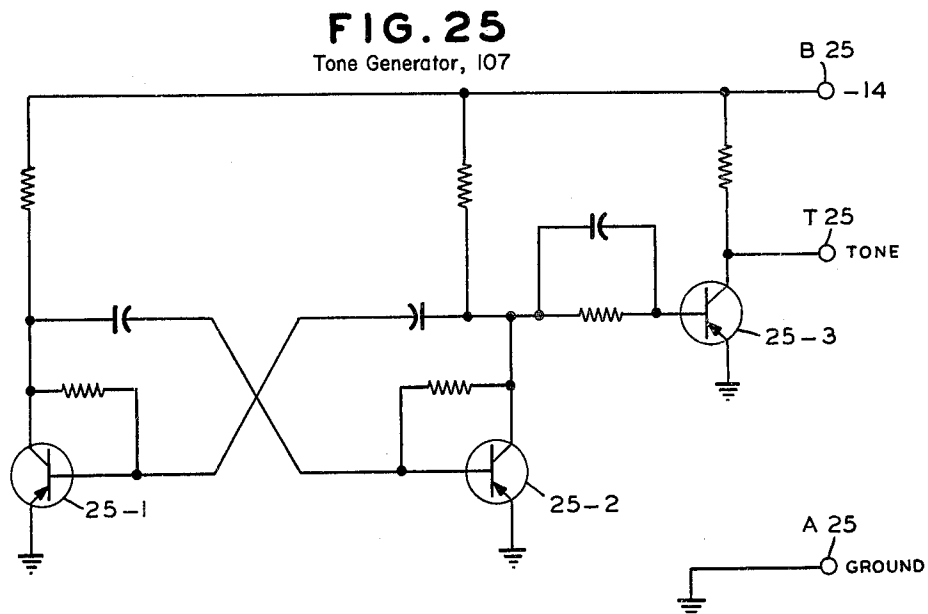 FIG. 25
Tone Generator, 107
B 25
-14
T 25
TONE
25-3
25-1
25-2
A 25
GROUND